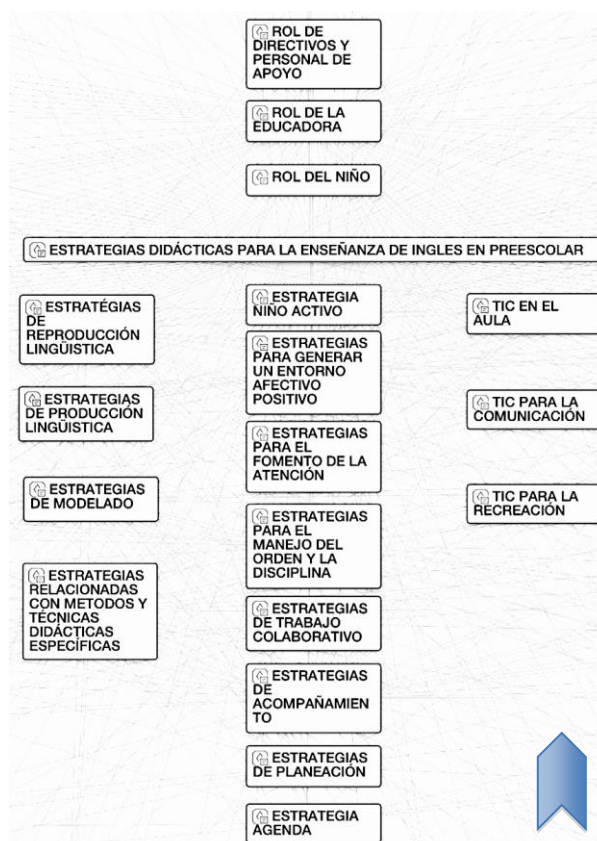 ROL DE
DIRECTIVOS Y
PERSONAL DE
APOYO
ROL DE LA
EDUCADORA
ROL DEL NIÑO
ESTRATEGIAS DIDÁCTICAS PARA LA ENSEÑANZA DE INGLES EN PREESCOLAR
ESTRATÉGIAS
DE
REPRODUCCIÓN
LINGÜISTICA
ESTRATEGIAS
DE PRODUCCIÓN
LINGÜISTICA
ESTRATEGIAS
DE MODELADO
ESTRATEGIAS
RELACIONADAS
CON METODOS Y
TÉCNICAS
DIDÁCTICAS
ESPECÍFICAS
ESTRATEGIA
NIÑO ACTIVO
ESTRATEGIAS
PARA GENERAR
UN ENTORNO
AFECTIVO
POSITIVO
ESTRATEGIAS
PARA EL
FOMENTO DE LA
ATENCIÓN
ESTRATEGIAS
PARA EL
MANEJO DEL
ORDEN Y LA
DISCIPLINA
ESTRATEGIAS
DE TRABAJO
COLABORATIVO
ESTRATEGIAS
DE
ACOMPAÑAMIEN
TO
ESTRATEGIAS
DE PLANEACIÓN
ESTRATEGIA
AGENDA
TIC EN EL
AULA
TIC PARA LA
COMUNICACIÓN
TIC PARA LA
RECREACIÓN